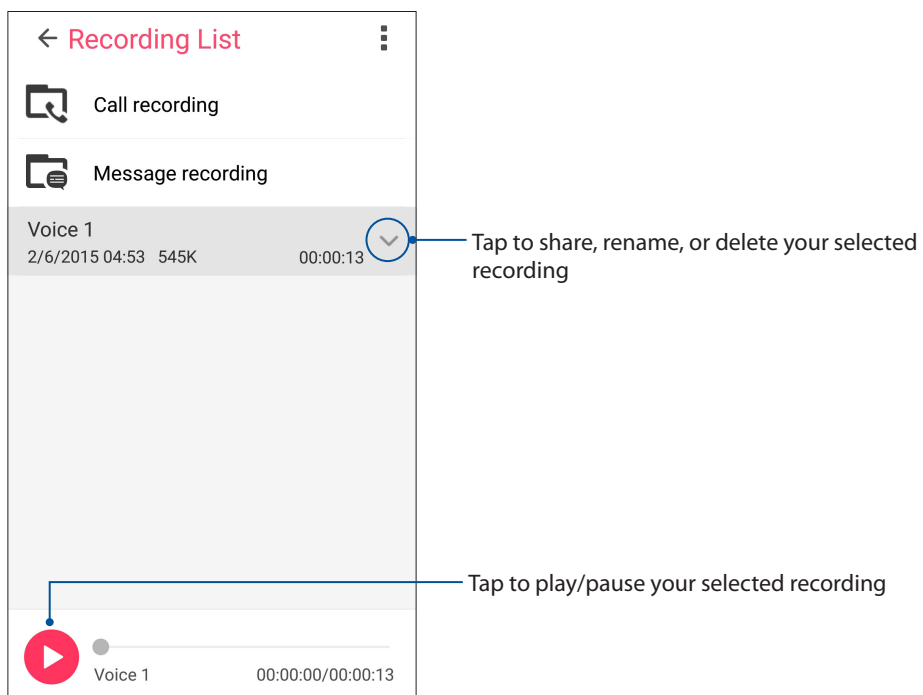 Recording List
Call recording
Message recording
Voice 1
2/6/2015 04:53 545K 00:00:13
Tap to share, rename, or delete your selected
recording
Tap to play/pause your selected recording
Voice 1 00:00:00/00:00:13